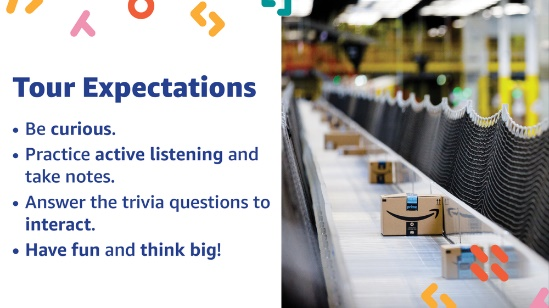 Tour Expectations
• Be curious.
• Practice active listening and
take notes.
• Answer the trivia questions to
interact.
• Have fun and think big!
prime